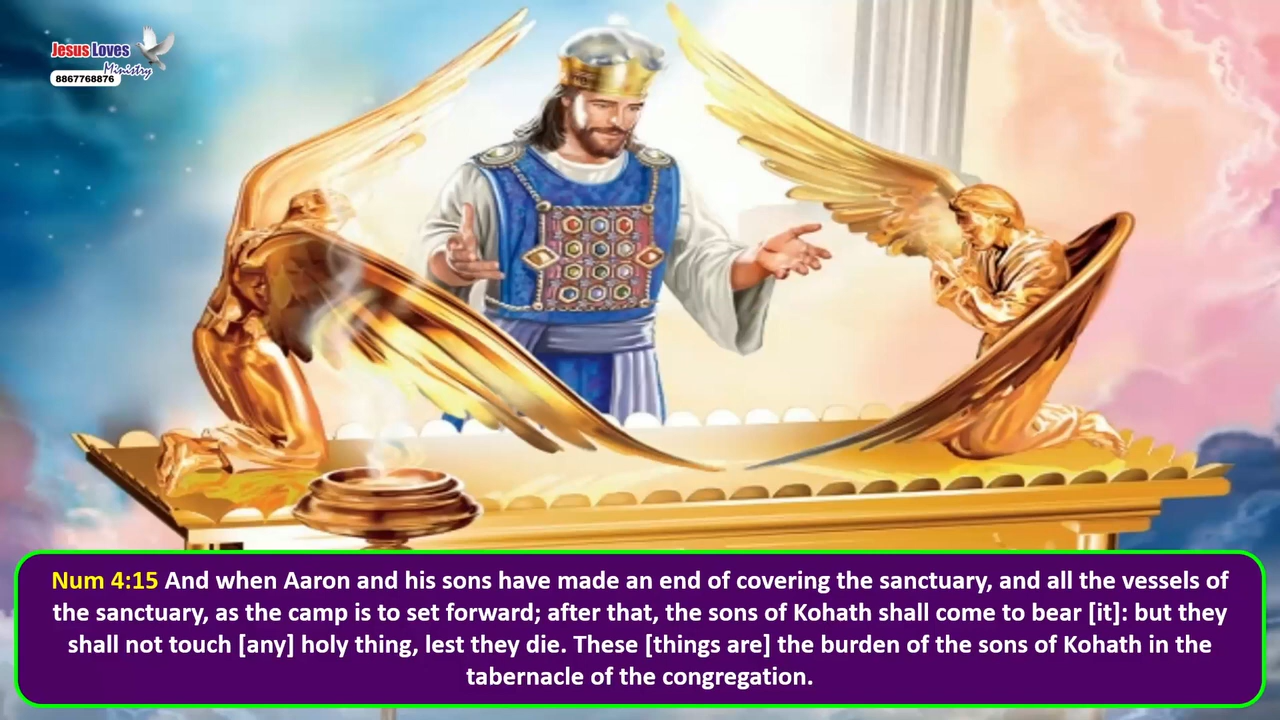 Jesus Loves
Ministry
8867768876
Num 4:15 And when Aaron and his sons have made an end of covering the sanctuary, and all the vessels of
the sanctuary, as the camp is to set forward; after that, the sons of Kohath shall come to bear [it]: but they
shall not touch [any] holy thing, lest they die. These [things are] the burden of the sons of Kohath in the
tabernacle of the congregation.